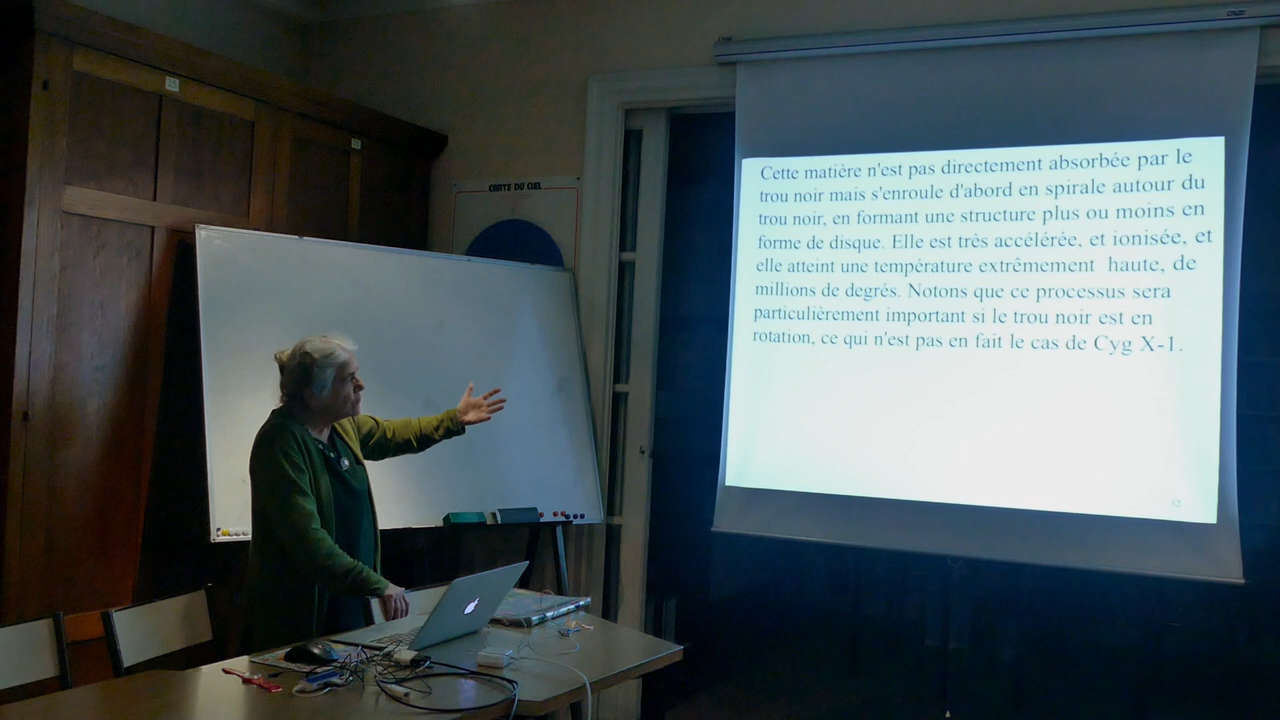 CARTE DU CIEL
Cette matière n'est pas directement absorbée par le
trou noir mais s'enroule d'abord en spirale autour du
trou noir, en formant une structure plus ou moins en
forme de disque. Elle est très accélérée, et ionisée, et
elle atteint une température extrêmement haute, de
millions de degrés. Notons que ce processus sera
particulièrement important si le trou noir est en
rotation, ce qui n'est pas en fait le cas de Cyg X-1.